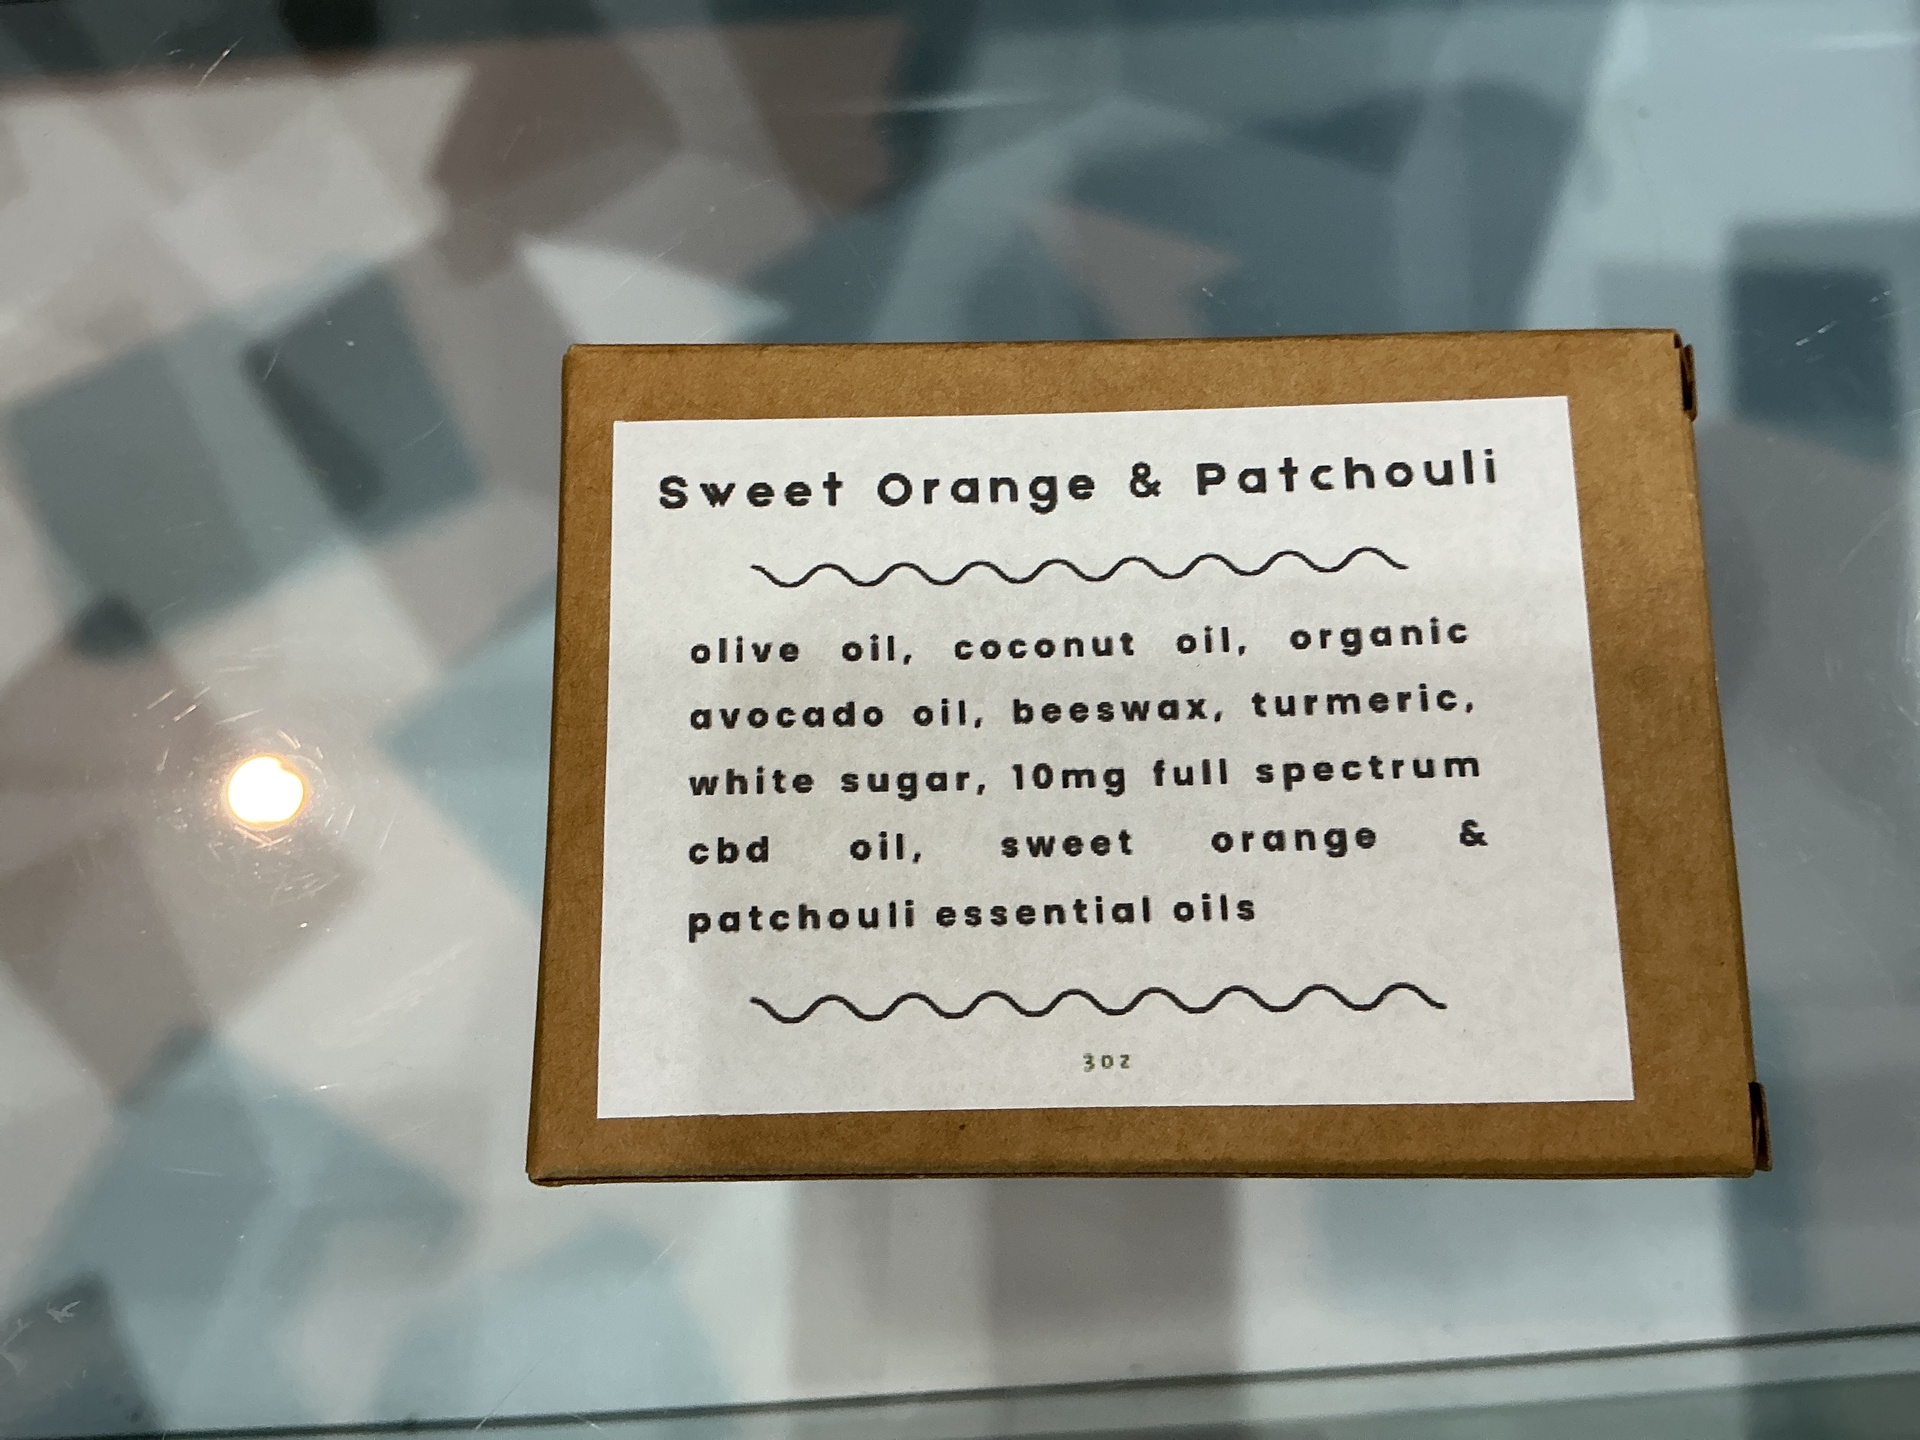 Sweet Orange & Patchouli
olive oil, coconut oil, organic
avocado oil, beeswax, turmeric,
white sugar, 10mg full spectrum
cbd oil, sweet orange &
patchouli essential oils
3oz